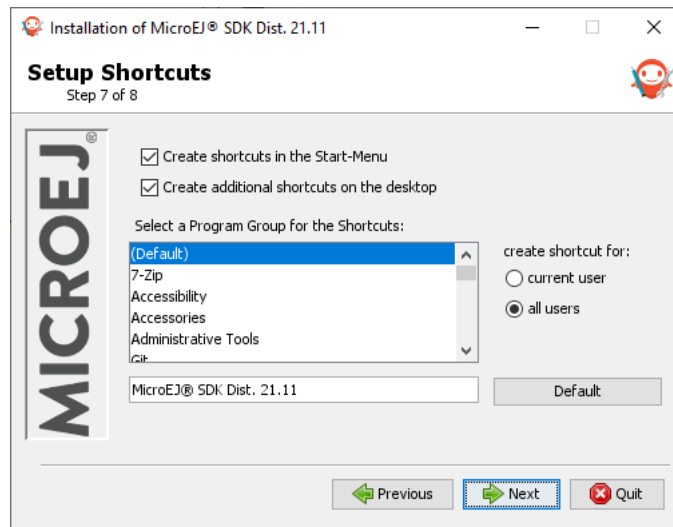 Installation of MicroEJ® SDK Dist. 21.11
Setup Shortcuts
Step 7 of 8
MICROEJ®
Create shortcuts in the Start-Menu
Create additional shortcuts on the desktop
Select a Program Group for the Shortcuts:
(Default)
7-Zip
Accessibility
Accessories
Administrative Tools
Git
create shortcut for:
current user
all users
MicroEJ® SDK Dist. 21.11
Default
Previous
Next
Quit